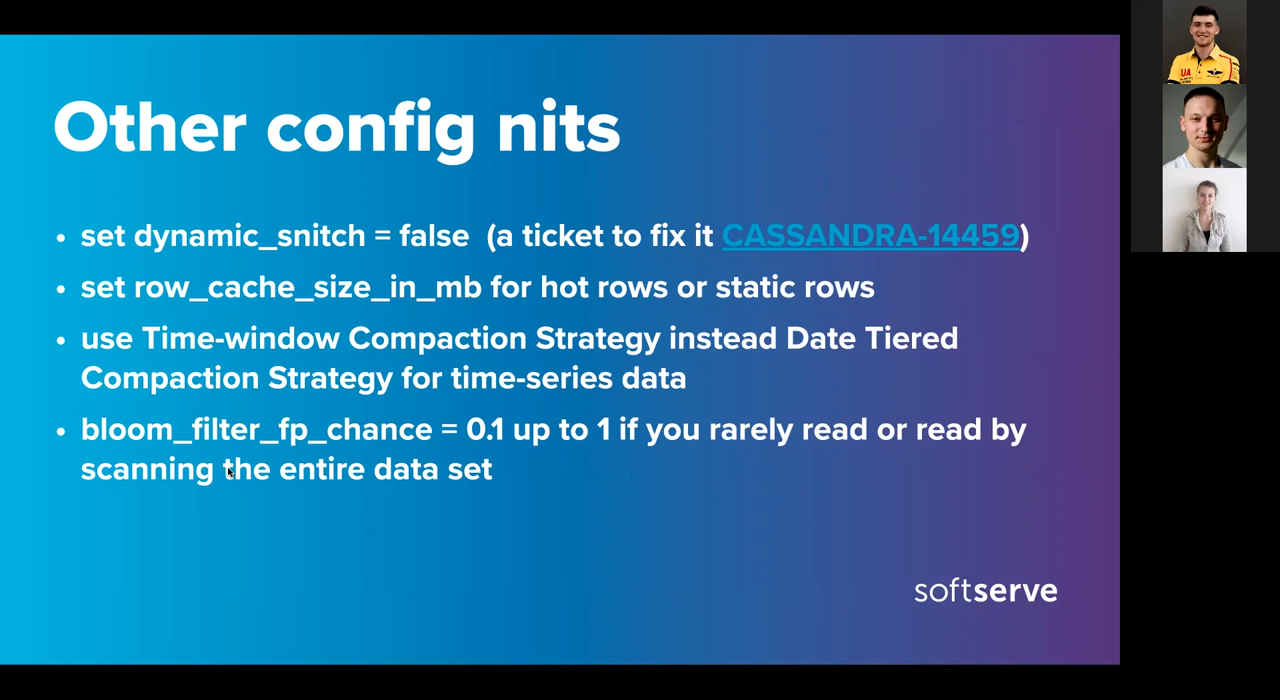 Other config nits
• set dynamic_snitch = false (a ticket to fix it CASSANDRA-14459)
• set row_cache_size_in_mb for hot rows or static rows
• use Time-window Compaction Strategy instead Date Tiered
Compaction Strategy for time-series data
• bloom_filter_fp_chance = 0.1 up to 1 if you rarely read or read by
scanning the entire data set
softserve
UA